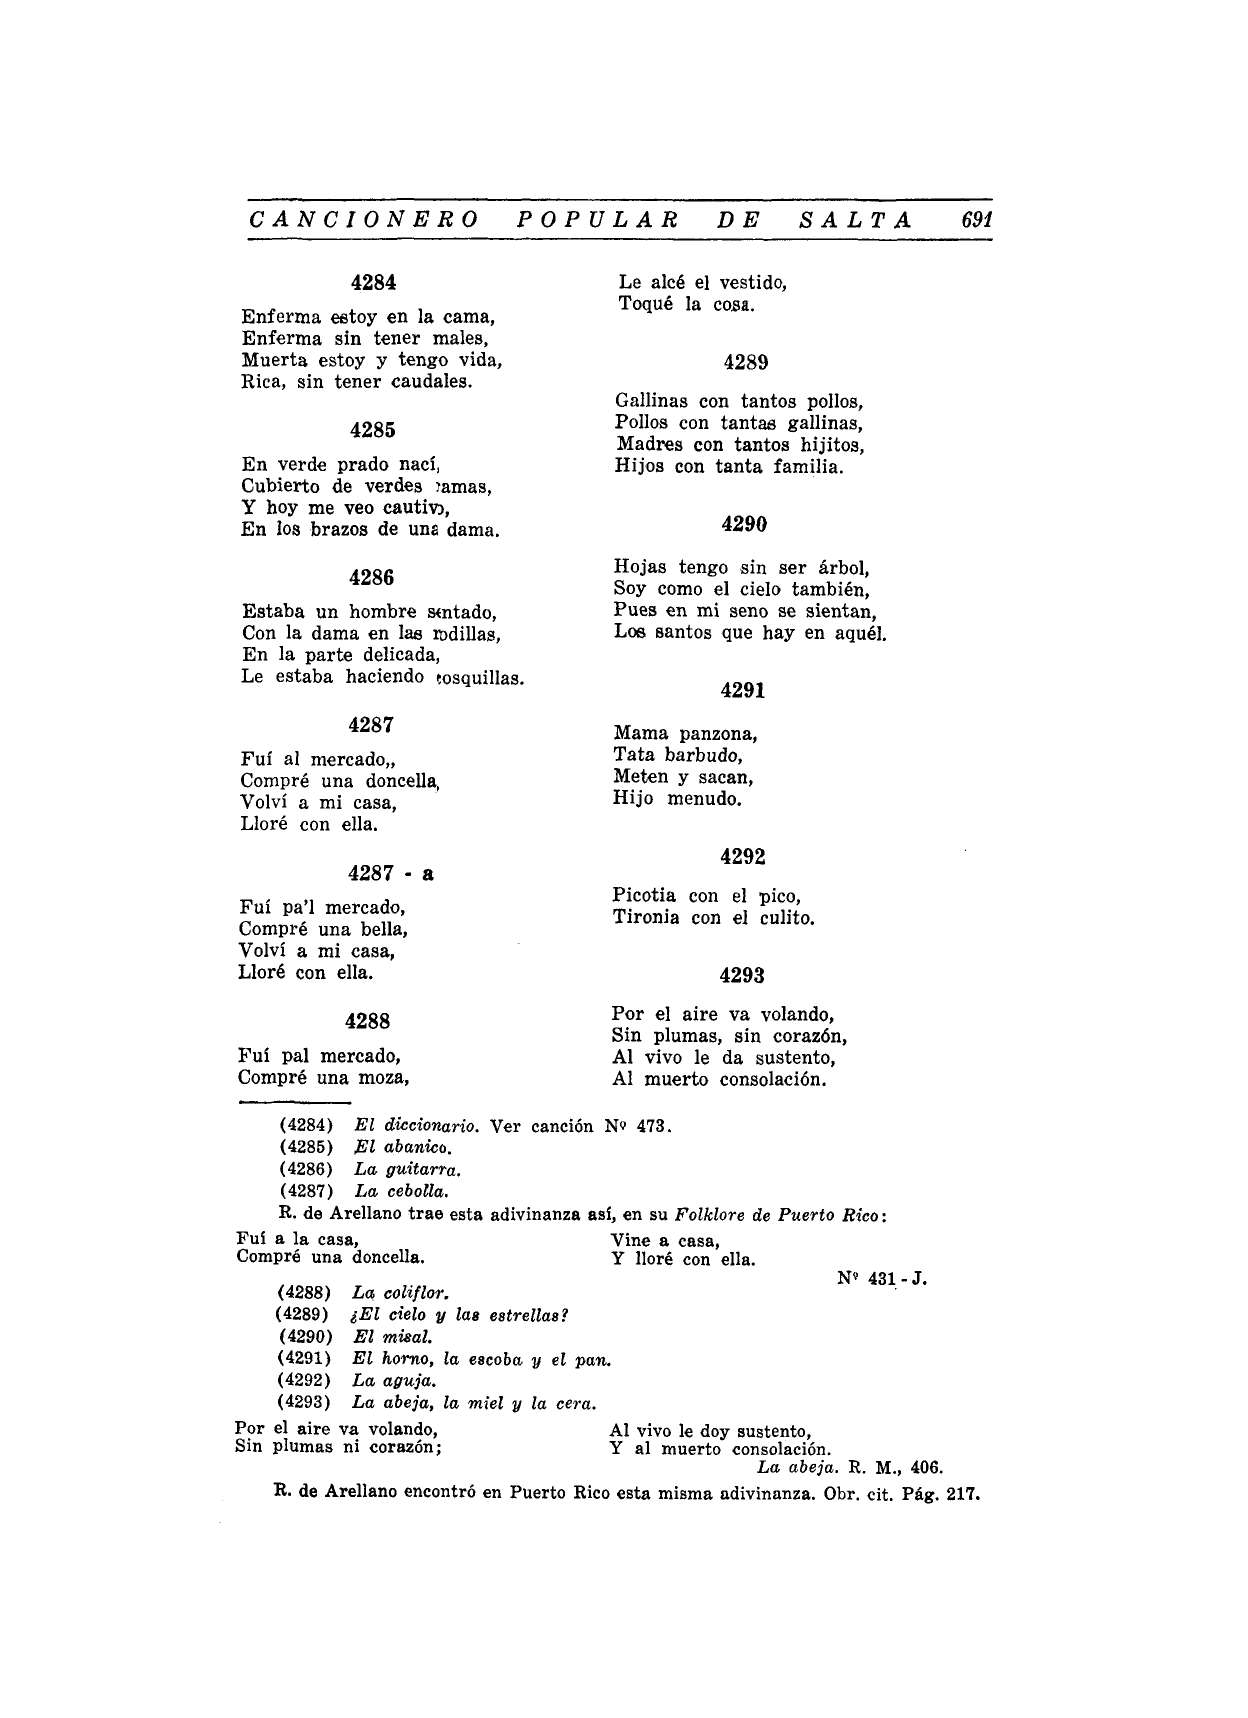 CANCIONERO POPULAR DE SALTA 691
4284
Enferma estoy en la cama,
Enferma sin tener males,
Muerta estoy y tengo vida,
Rica, sin tener caudales.
4285
En verde prado nací,
Cubierto de verdes ramas,
Y hoy me veo cautivo,
En los brazos de una dama.
4286
Estaba un hombre sentado,
Con la dama en las rodillas,
En la parte delicada,
Le estaba haciendo cosquillas.
4287
Fuí al mercado,,
Compré una doncella,
Volví a mi casa,
Lloré con ella.
4287 - a
Fuí pa'l mercado,
Compré una bella,
Volví a mi casa,
Lloré con ella.
4288
Fuí pal mercado,
Compré una moza,
Le alcé el vestido,
Toqué la cosa.
4289
Gallinas con tantos pollos,
Pollos con tantas gallinas,
Madres con tantos hijitos,
Hijos con tanta familia.
4290
Hojas tengo sin ser árbol,
Soy como el cielo también,
Pues en mi seno se sientan,
Los santos que hay en aquél.
4291
Mama panzona,
Tata barbudo,
Meten y sacan,
Hijo menudo.
4292
Picotia con el pico,
Tironia con el culito.
4293
Por el aire va volando,
Sin plumas, sin corazón,
Al vivo le da sustento,
Al muerto consolación.
(4284) El diccionario. Ver canción Nº 473.
(4285) El abanico.
(4286) La guitarra.
(4287) La cebolla.
R. de Arellano trae esta adivinanza así, en su Folklore de Puerto Rico:
Fuí a la casa,
Compré una doncella.
Vine a casa,
Y lloré con ella.
Nº 431 - J.
(4288) La coliflor.
(4289) ¿El cielo y las estrellas?
(4290) El misal.
(4291) El horno, la escoba y el pan.
(4292) La aguja.
(4293) La abeja, la miel y la cera.
Por el aire va volando,
Sin plumas ni corazón;
Al vivo le doy sustento,
Y al muerto consolación.
La abeja. R. M., 406.
R. de Arellano encontró en Puerto Rico esta misma adivinanza. Obr. cit. Pág. 217.